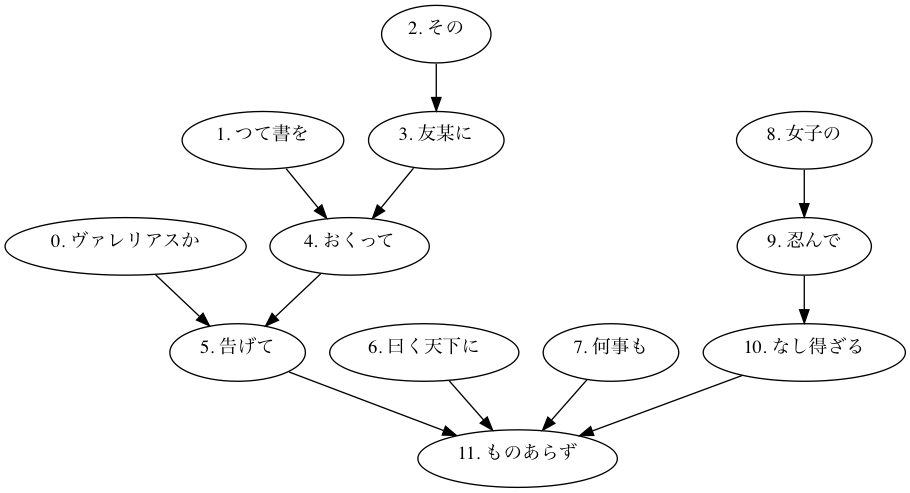 2. その
1. つて書を
3. 友某に
8. 女子の
0. ヴァレリアスか
4. おくって
9. 忍んで
5. 告げて
6. 曰く天下に
7. 何事も
10. なし得ざる
11. ものあらず